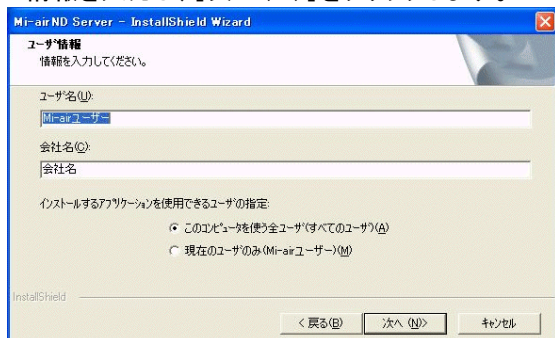 Mi-airND Server - InstallShield Wizard
ユーザ情報
情報を入力してください。
ユーザ名(U):
Mi-airユーザー
会社名(C):
会社名
インストールするアプリケーションを使用できるユーザの指定:
このコンピュータを使う全ユーザ(すべてのユーザ)(A)
現在のユーザのみ(Mi-airユーザー)(M)
InstallShield
< 戻る(B)
次へ (N)>
キャンセル